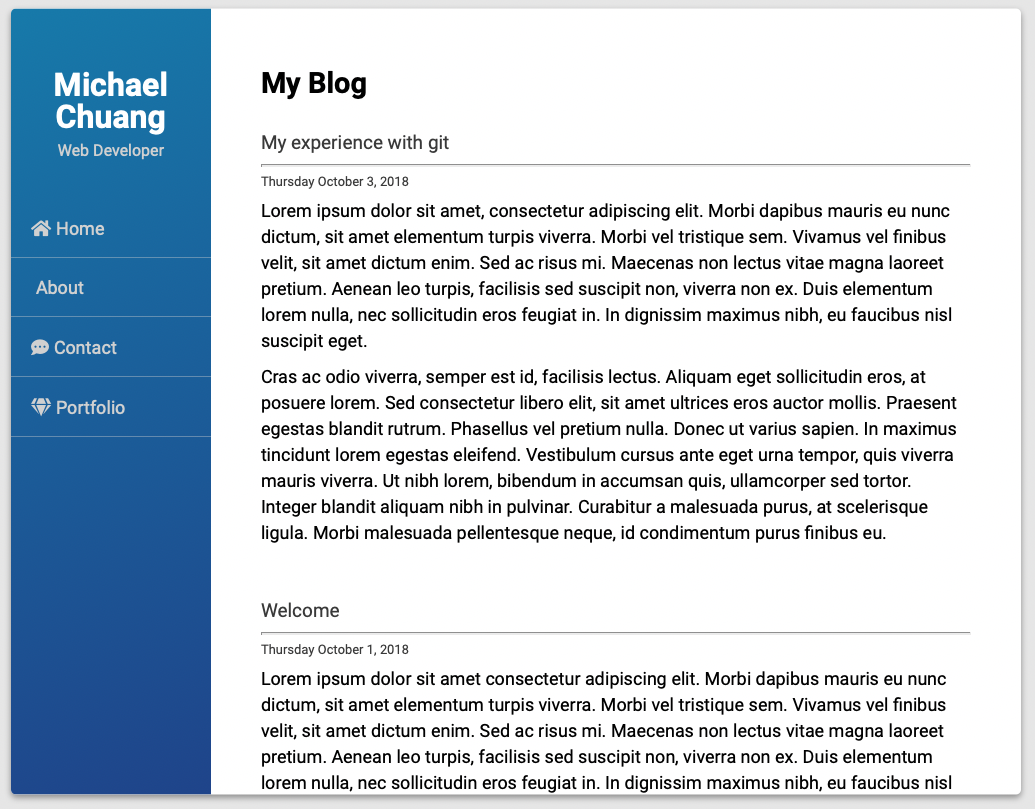 Michael
Chuang
Web Developer
Home
About
Contact
Portfolio
My Blog
My experience with git
Thursday October 3, 2018
Lorem ipsum dolor sit amet, consectetur adipiscing elit. Morbi dapibus mauris eu nunc
dictum, sit amet elementum turpis viverra. Morbi vel tristique sem. Vivamus vel finibus
velit, sit amet dictum enim. Sed ac risus mi. Maecenas non lectus vitae magna laoreet
pretium. Aenean leo turpis, facilisis sed suscipit non, viverra non ex. Duis elementum
lorem nulla, nec sollicitudin eros feugiat in. In dignissim maximus nibh, eu faucibus nisl
suscipit eget.
Cras ac odio viverra, semper est id, facilisis lectus. Aliquam eget sollicitudin eros, at
posuere lorem. Sed consectetur libero elit, sit amet ultrices eros auctor mollis. Praesent
egestas blandit rutrum. Phasellus vel pretium nulla. Donec ut varius sapien. In maximus
tincidunt lorem egestas eleifend. Vestibulum cursus ante eget urna tempor, quis viverra
mauris viverra. Ut nibh lorem, bibendum in accumsan quis, ullamcorper sed tortor.
Integer blandit aliquam nibh in pulvinar. Curabitur a malesuada purus, at scelerisque
ligula. Morbi malesuada pellentesque neque, id condimentum purus finibus eu.
Welcome
Thursday October 1, 2018
Lorem ipsum dolor sit amet consectetur adipiscing elit. Morbi dapibus mauris eu nunc
dictum, sit amet elementum turpis viverra. Morbi vel tristique sem. Vivamus vel finibus
velit, sit amet dictum enim. Sed ac risus mi. Maecenas non lectus vitae magna laoreet
pretium. Aenean leo turpis, facilisis sed suscipit non, viverra non ex. Duis elementum
lorem nulla, nec sollicitudin eros feugiat in. In dignissim maximus nibh, eu faucibus nisl